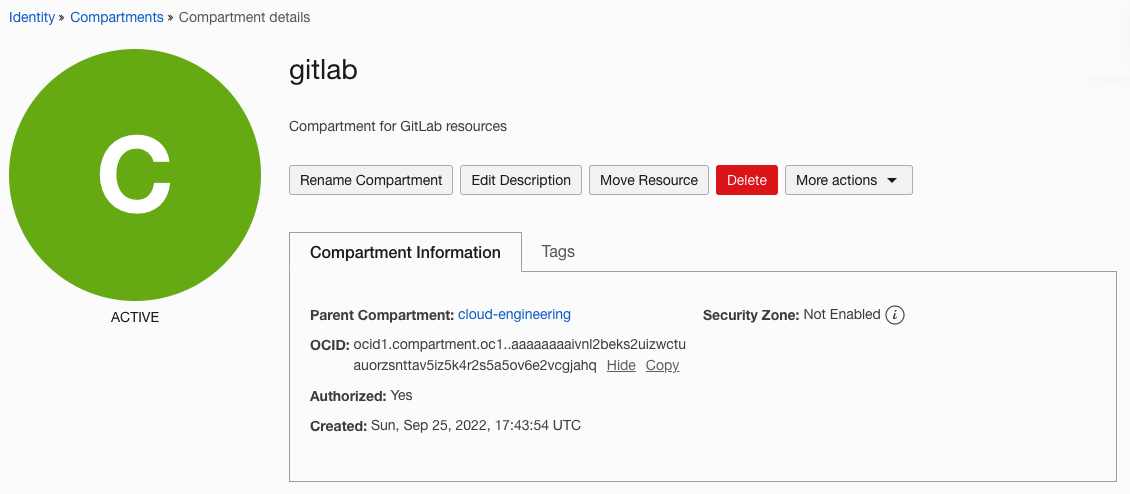 Identity » Compartments » Compartment details
C
ACTIVE
gitlab
Compartment for GitLab resources
Rename Compartment Edit Description Move Resource Delete More actions
Compartment Information Tags
Parent Compartment: cloud-engineering Security Zone: Not Enabled i
OCID: ocid1.compartment.oc1..aaaaaaaaivnl2beks2uizwctu
auorzsnttav5iz5k4r2s5a5ov6e2vcgjahq Hide Copy
Authorized: Yes
Created: Sun, Sep 25, 2022, 17:43:54 UTC